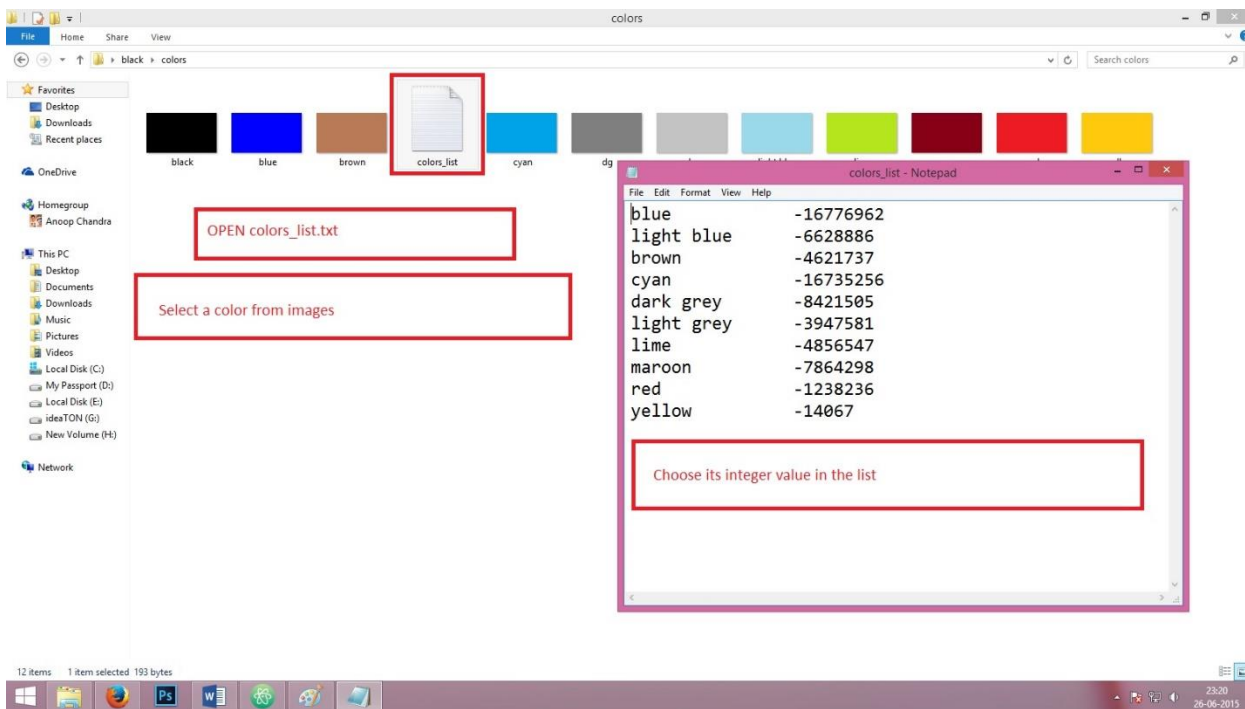 colors
File Home Share View
black colors
Search colors
Favorites
Desktop
Downloads
Recent places
OneDrive
Homegroup
Anoop Chandra
This PC
Desktop
Documents
Downloads
Music
Pictures
Videos
Local Disk (C:)
My Passport (D:)
Local Disk (E:)
ideaTON (G:)
New Volume (H:)
Network
black blue brown colors_list cyan dg
OPEN colors_list.txt
Select a color from images
colors_list - Notepad
File Edit Format View Help
blue -16776962
light blue -6628886
brown -4621737
cyan -16735256
dark grey -8421505
light grey -3947581
lime -4856547
maroon -7864298
red -1238236
yellow -14067
Choose its integer value in the list
12 items 1 item selected 193 bytes
Ps
W
23:20
26-06-2015